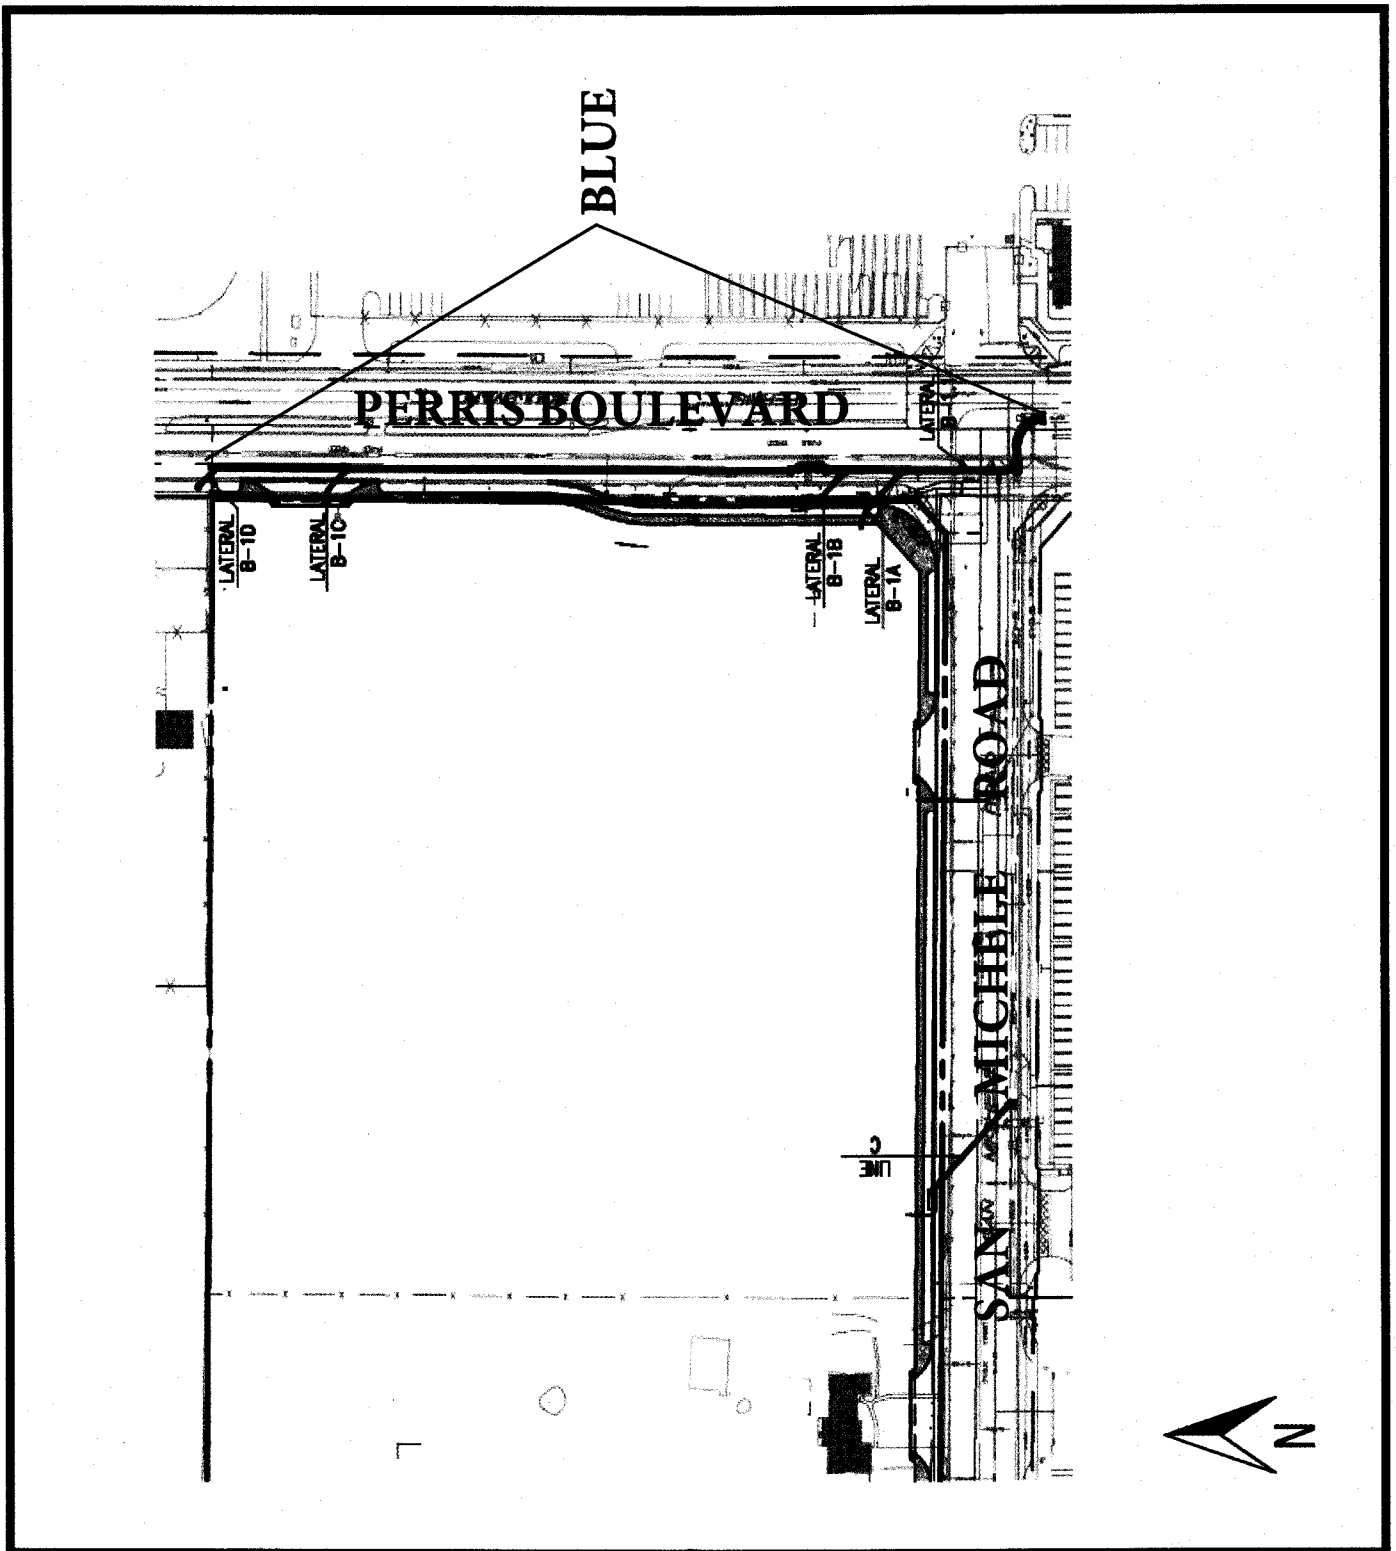 BLUE
PERRIS BOULEVARD
LATERAL
B-1D
LATERAL
B-1C
LATERAL
B-1B
LATERAL
B-1A
LATERAL
SAN MICHELE ROAD
LINE
C
N